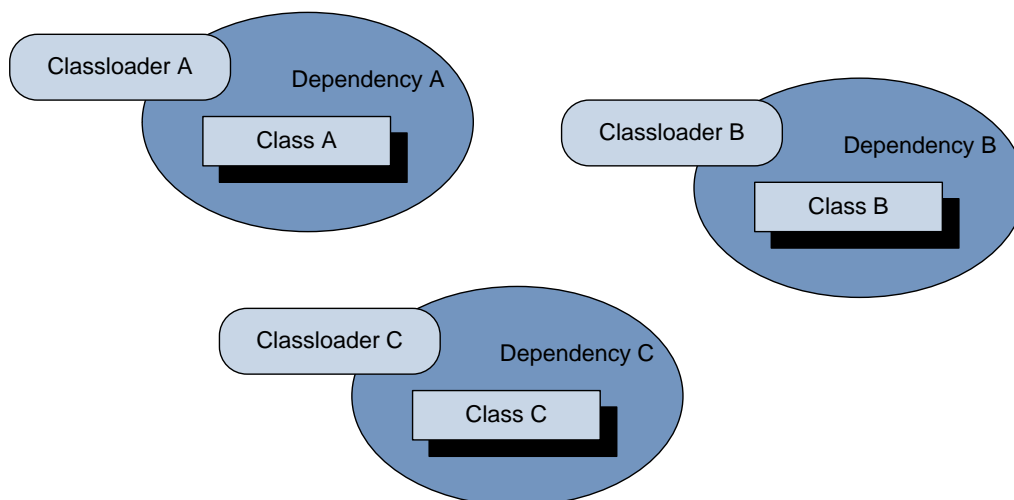 Classloader A
Dependency A
Class A
Classloader B
Dependency B
Class B
Classloader C
Dependency C
Class C